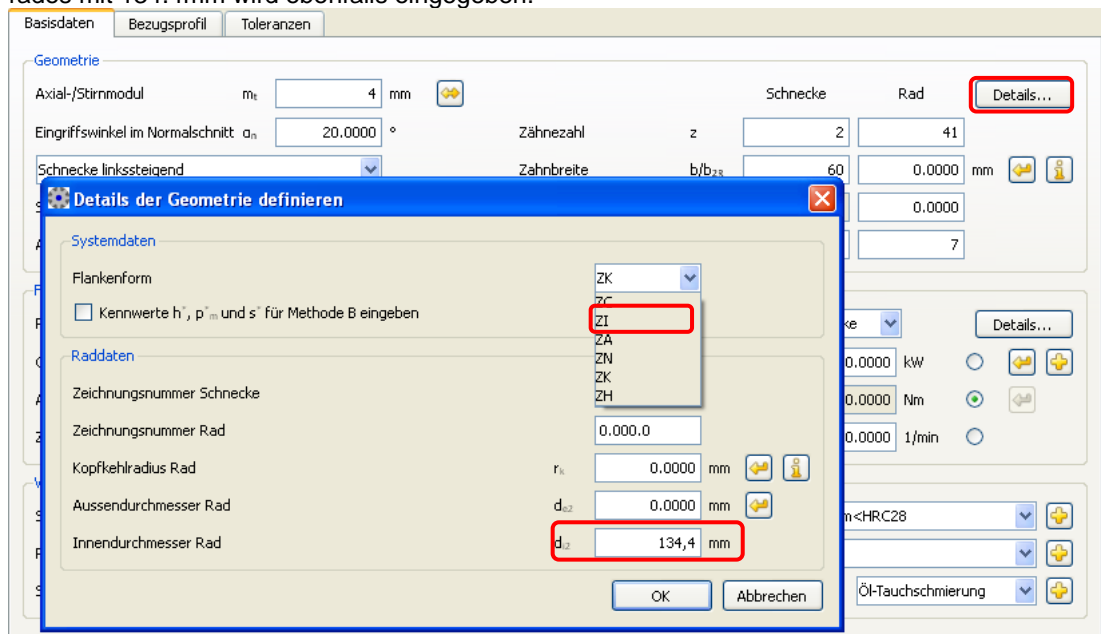 Basisdaten Bezugsprofil Toleranzen
Geometrie
Axial-/Stirnmodul mt 4 mm Schnecke Rad Details...
Eingriffswinkel im Normalschnitt αn 20.0000 ° Zähnezahl z 2 41
Schnecke linkssteigend Zahnbreite b/b2R 60 0.0000 mm
0.0000
7
Details der Geometrie definieren
Systemdaten
Flankenform ZK
ZC
ZI
ZA
ZN
ZK
ZH
Kennwerte h*, p*m und s* für Methode B eingeben
Raddaten
Zeichnungsnummer Schnecke
Zeichnungsnummer Rad 0.000.0
Kopfkehlradius Rad rk 0.0000 mm
Aussendurchmesser Rad de2 0.0000 mm
Innendurchmesser Rad di2 134,4 mm
OK Abbrechen
Details...
0.0000 kW
0.0000 Nm
0.0000 1/min
<HRC28
Öl-Tauchschmierung